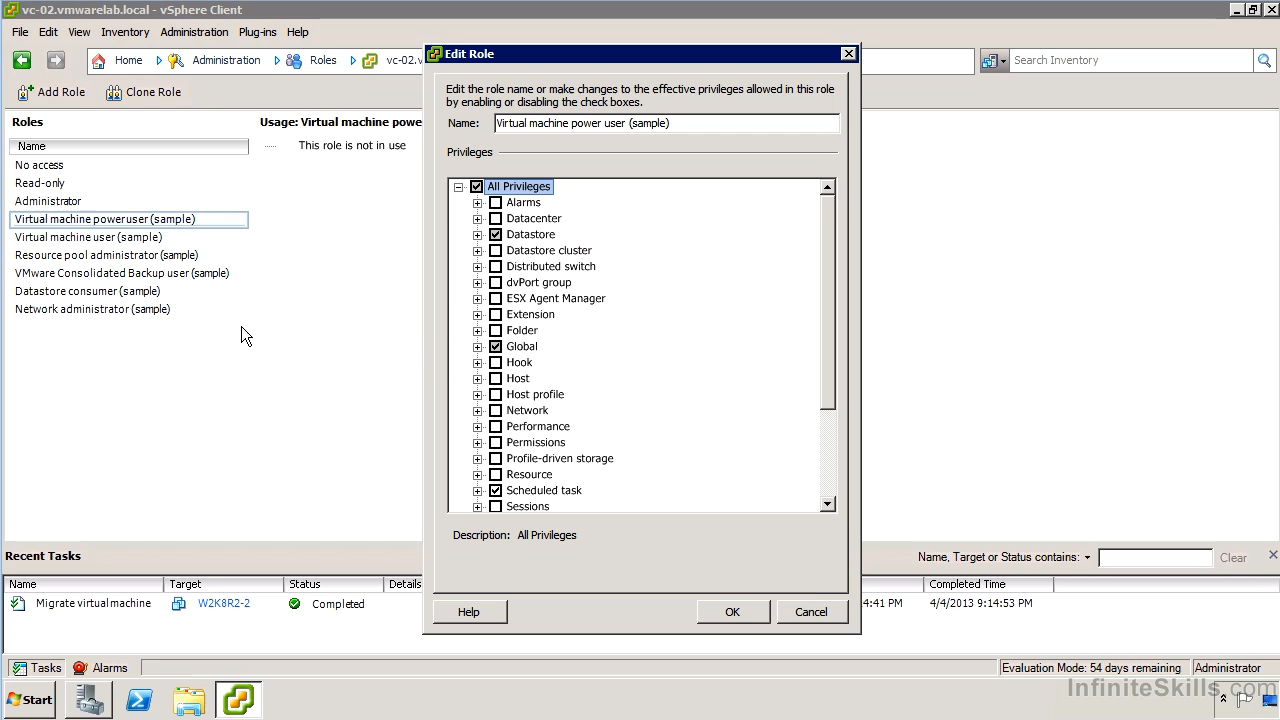 vc-02.vmwarelab.local - vSphere Client
File Edit View Inventory Administration Plug-ins Help
Home Administration Roles vc-02. Search Inventory
Add Role Clone Role
Roles
Name
No access
Read-only
Administrator
Virtual machine power user (sample)
Virtual machine user (sample)
Resource pool administrator (sample)
VMware Consolidated Backup user (sample)
Datastore consumer (sample)
Network administrator (sample)
Usage: Virtual machine powe
This role is not in use
Edit Role
Edit the role name or make changes to the effective privileges allowed in this role
by enabling or disabling the check boxes.
Name: Virtual machine power user (sample)
Privileges
All Privileges
Alarms
Datacenter
Datastore
Datastore cluster
Distributed switch
dvPort group
ESX Agent Manager
Extension
Folder
Global
Hook
Host
Host profile
Network
Performance
Permissions
Profile-driven storage
Resource
Scheduled task
Sessions
Description: All Privileges
Help OK Cancel
Recent Tasks
Name, Target or Status contains: Clear
Name Target Status Details Completed Time
Migrate virtual machine W2K8R2-2 Completed 4:41 PM 4/4/2013 9:14:53 PM
Tasks Alarms Evaluation Mode: 54 days remaining Administrator
Start
InfiniteSkills.com